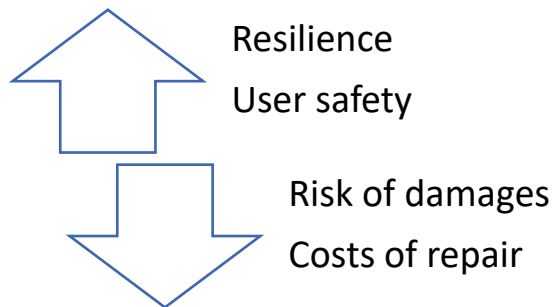 Resilience
User safety
Risk of damages
Costs of repair